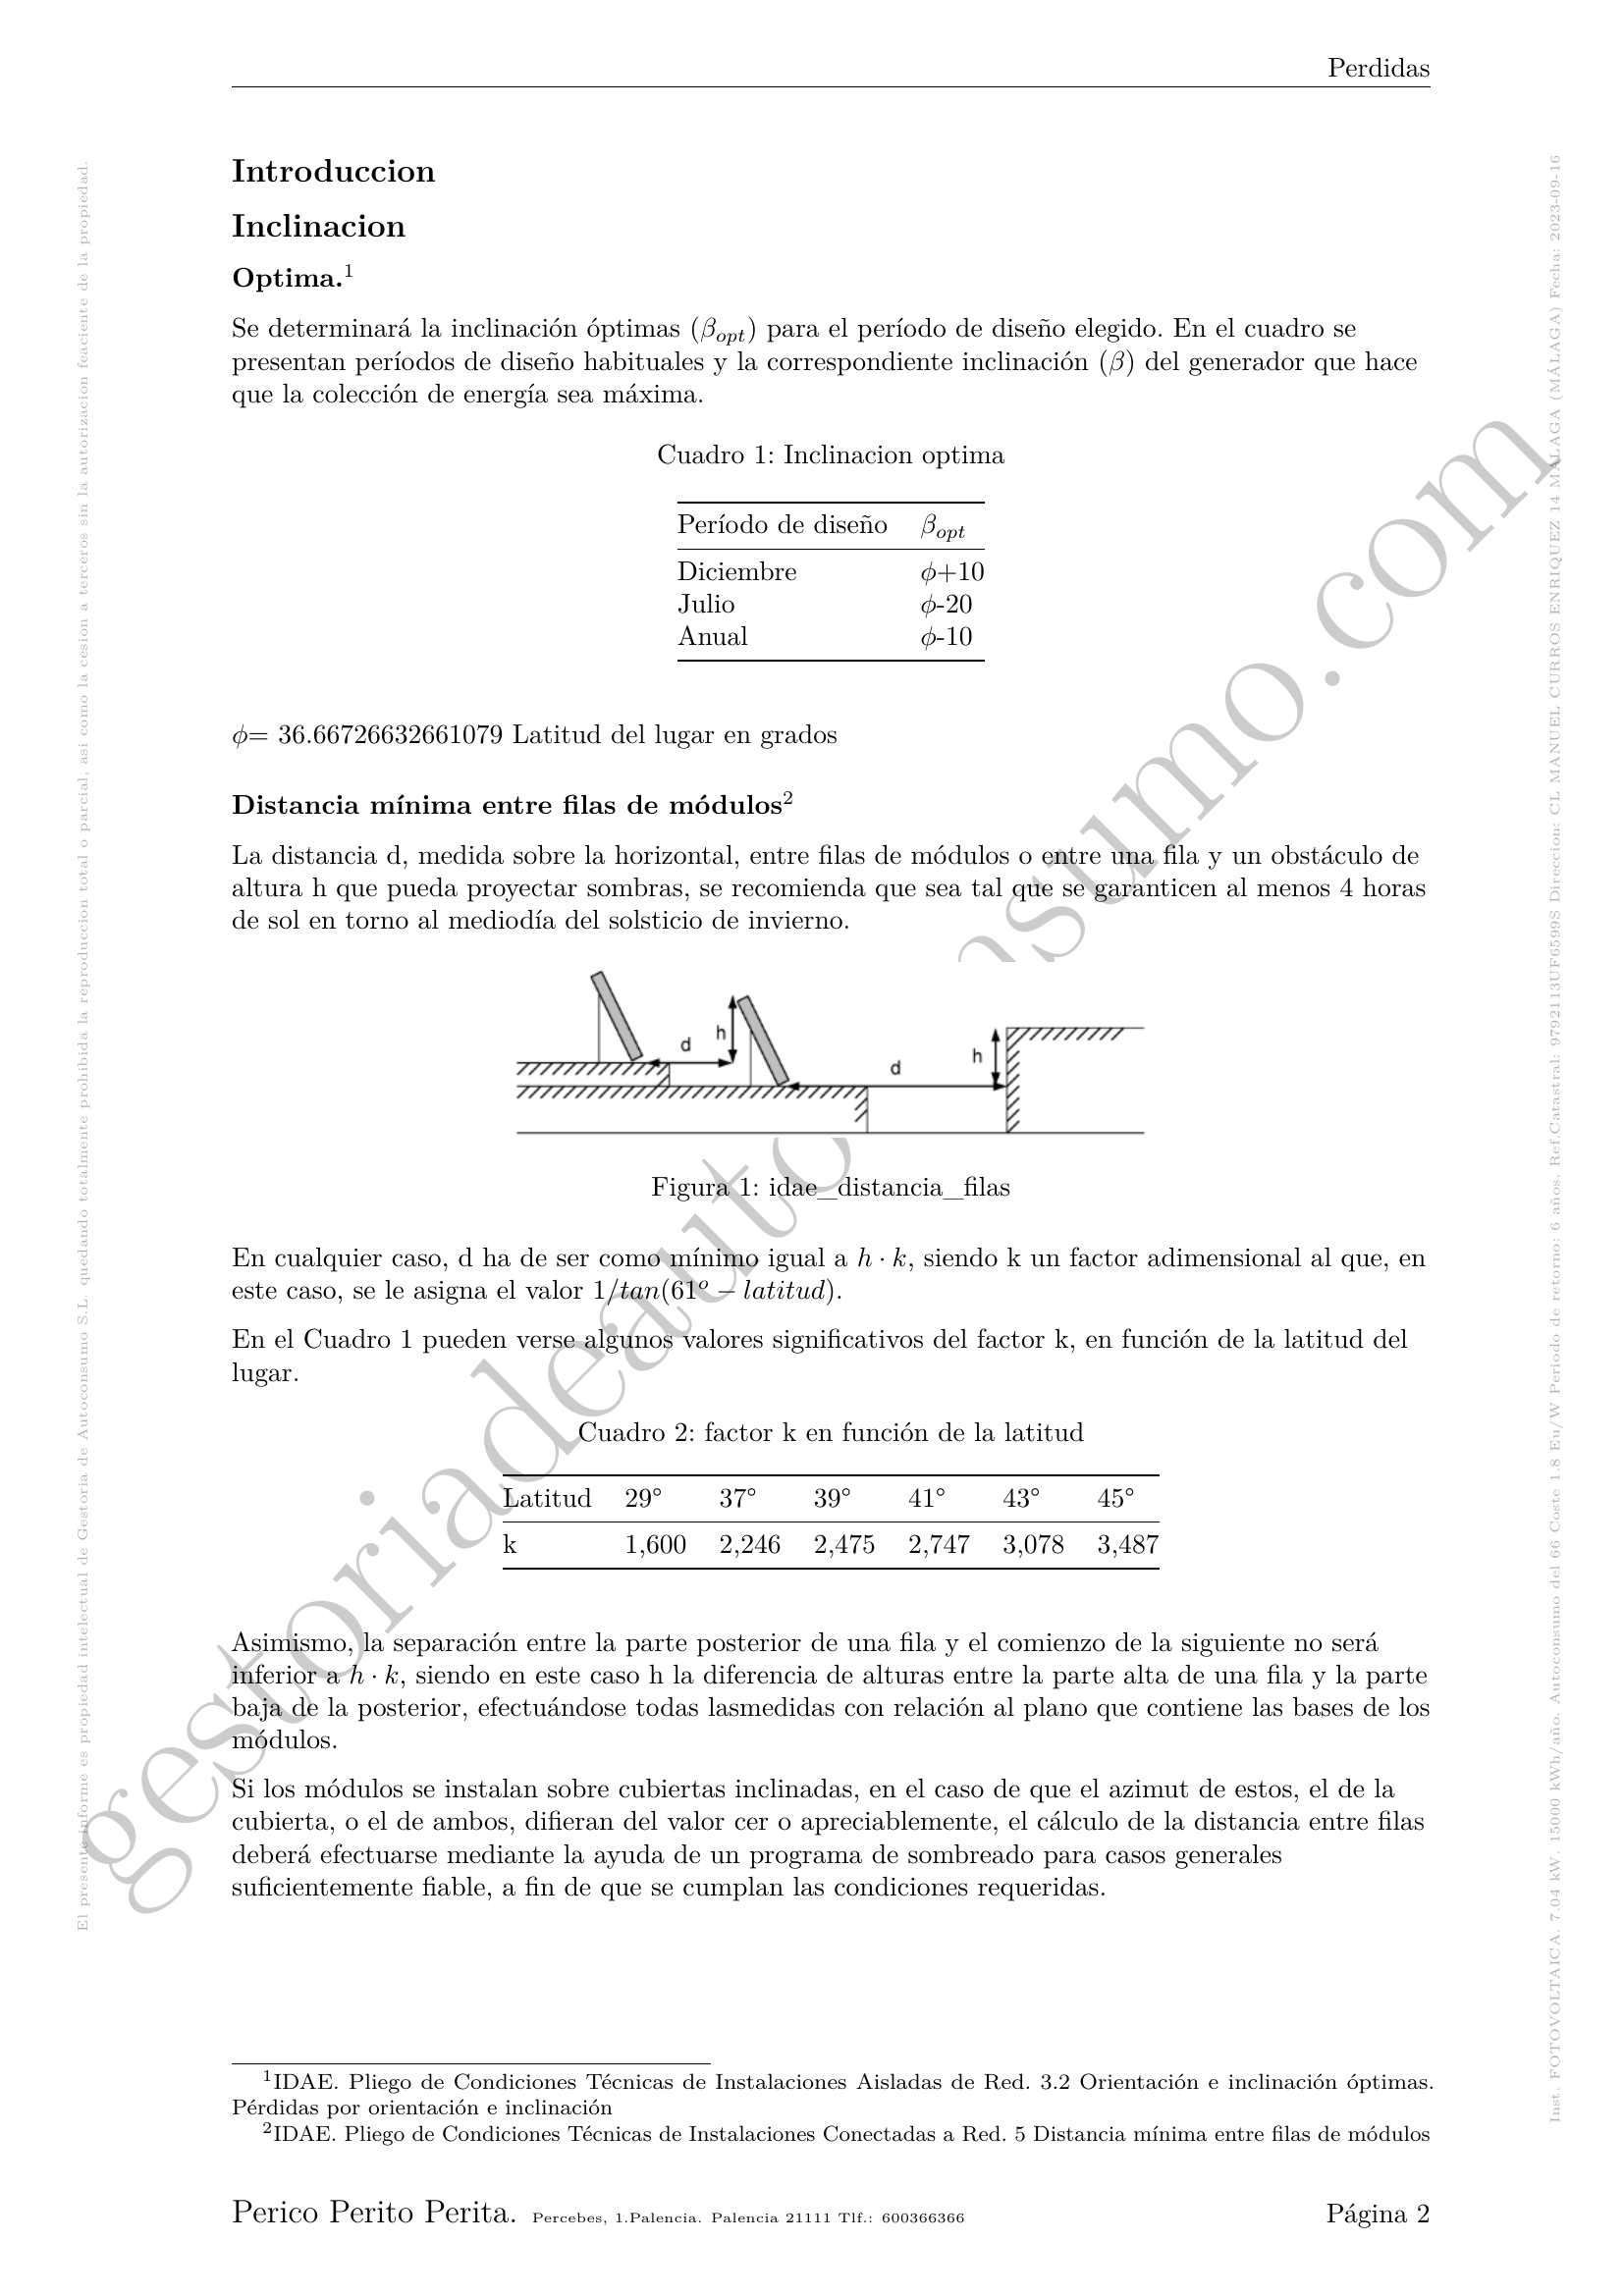 Perdidas
Introduccion
Inclinacion
Optima.¹
Se determinará la inclinación óptimas (βopt) para el período de diseño elegido. En el cuadro se
presentan períodos de diseño habituales y la correspondiente inclinación (β) del generador que hace
que la colección de energía sea máxima.
Cuadro 1: Inclinacion optima
Período de diseño βopt
Diciembre ϕ+10
Julio ϕ-20
Anual ϕ-10
ϕ= 36.66726632661079 Latitud del lugar en grados
Distancia mínima entre filas de módulos²
La distancia d, medida sobre la horizontal, entre filas de módulos o entre una fila y un obstáculo de
altura h que pueda proyectar sombras, se recomienda que sea tal que se garanticen al menos 4 horas
de sol en torno al mediodía del solsticio de invierno.
d h d h
Figura 1: idae_distancia_filas
En cualquier caso, d ha de ser como mínimo igual a h · k, siendo k un factor adimensional al que, en
este caso, se le asigna el valor 1/tan(61º − latitud).
En el Cuadro 1 pueden verse algunos valores significativos del factor k, en función de la latitud del
lugar.
Cuadro 2: factor k en función de la latitud
Latitud 29° 37° 39° 41° 43° 45°
k 1,600 2,246 2,475 2,747 3,078 3,487
Asimismo, la separación entre la parte posterior de una fila y el comienzo de la siguiente no será
inferior a h · k, siendo en este caso h la diferencia de alturas entre la parte alta de una fila y la parte
baja de la posterior, efectuándose todas lasmedidas con relación al plano que contiene las bases de los
módulos.
Si los módulos se instalan sobre cubiertas inclinadas, en el caso de que el azimut de estos, el de la
cubierta, o el de ambos, difieran del valor cer o apreciablemente, el cálculo de la distancia entre filas
deberá efectuarse mediante la ayuda de un programa de sombreado para casos generales
suficientemente fiable, a fin de que se cumplan las condiciones requeridas.
¹IDAE. Pliego de Condiciones Técnicas de Instalaciones Aisladas de Red. 3.2 Orientación e inclinación óptimas.
Pérdidas por orientación e inclinación
²IDAE. Pliego de Condiciones Técnicas de Instalaciones Conectadas a Red. 5 Distancia mínima entre filas de módulos
Perico Perito Perita. Percebes, 1.Palencia. Palencia 21111 Tlf.: 600366366
Página 2
El presente informe es propiedad intelectual de Gestoria de Autoconsumo S.L. quedando totalmente prohibida la reproduccion total o parcial, asi como la cesion a terceros sin la autorizacion feaciente de la propiedad.
Inst. FOTOVOLTAICA. 7.04 kW. 15000 kWh/año. Autoconsumo del 66 Coste 1.8 Eu/W Periodo de retorno: 6 años. Ref.Catastral: 9792113UF6599S Direccion: CL MANUEL CURROS ENRIQUEZ 14 MÁLAGA (MÁLAGA) Fecha: 2023-09-16
gestoriadeautoconsumo.com